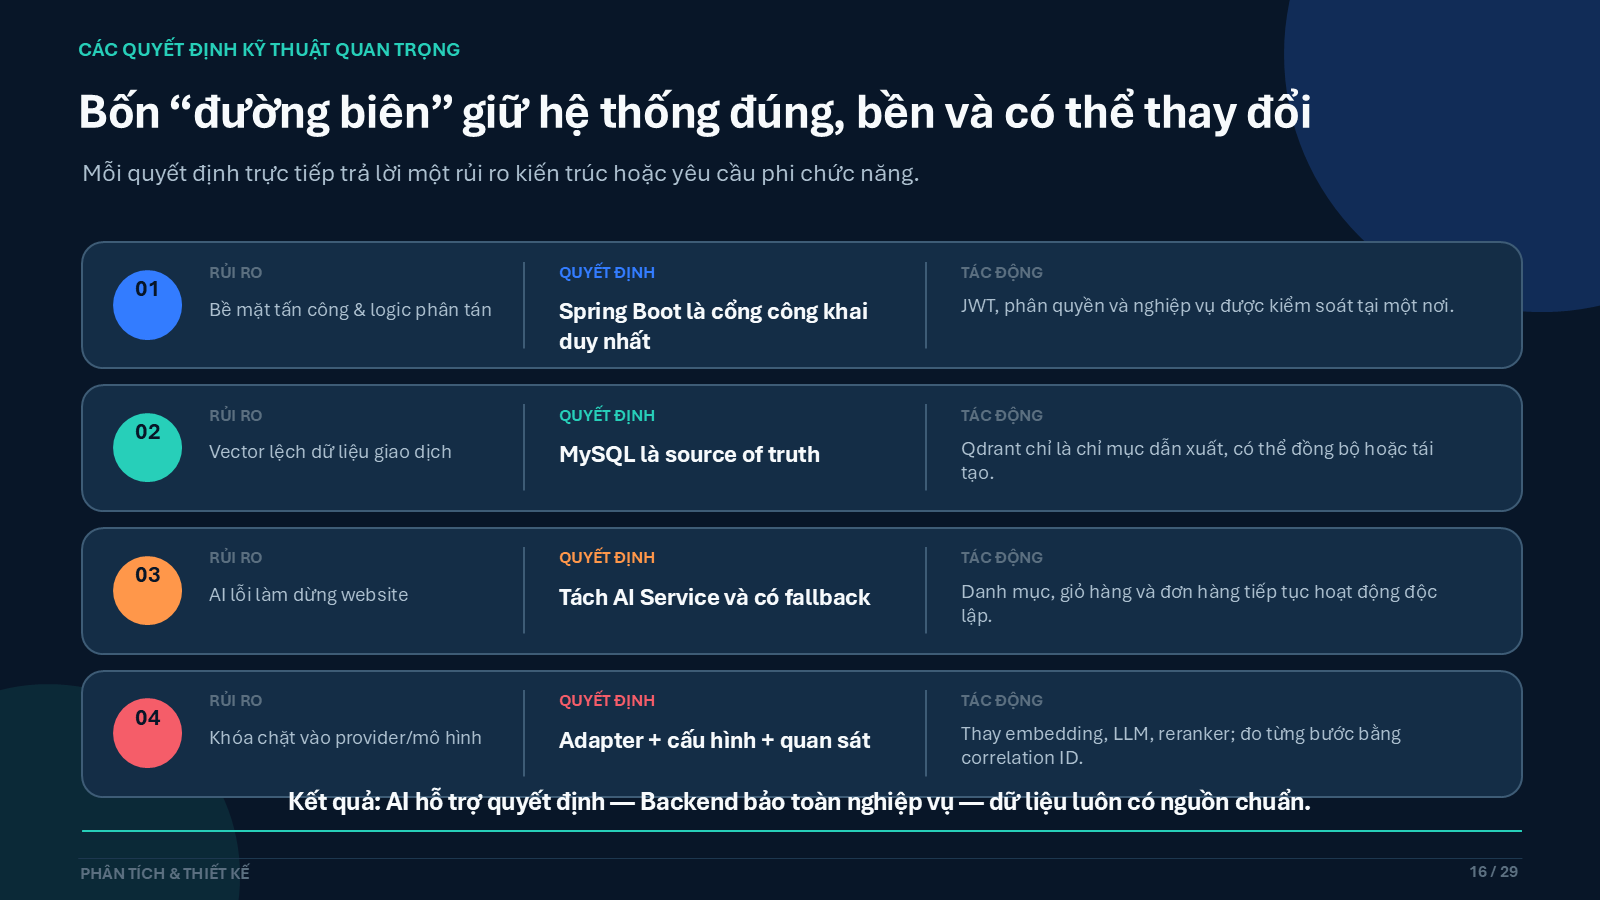 CÁC QUYẾT ĐỊNH KỸ THUẬT QUAN TRỌNG
Bốn “đường biên” giữ hệ thống đúng, bền và có thể thay đổi
Mỗi quyết định trực tiếp trả lời một rủi ro kiến trúc hoặc yêu cầu phi chức năng.
01
RỦI RO
Bề mặt tấn công & logic phân tán
QUYẾT ĐỊNH
Spring Boot là cổng công khai
duy nhất
TÁC ĐỘNG
JWT, phân quyền và nghiệp vụ được kiểm soát tại một nơi.
02
RỦI RO
Vector lệch dữ liệu giao dịch
QUYẾT ĐỊNH
MySQL là source of truth
TÁC ĐỘNG
Qdrant chỉ là chỉ mục dẫn xuất, có thể đồng bộ hoặc tái
tạo.
03
RỦI RO
AI lỗi làm dừng website
QUYẾT ĐỊNH
Tách AI Service và có fallback
TÁC ĐỘNG
Danh mục, giỏ hàng và đơn hàng tiếp tục hoạt động độc
lập.
04
RỦI RO
Khóa chặt vào provider/mô hình
QUYẾT ĐỊNH
Adapter + cấu hình + quan sát
TÁC ĐỘNG
Thay embedding, LLM, reranker; đo từng bước bằng
correlation ID.
Kết quả: AI hỗ trợ quyết định — Backend bảo toàn nghiệp vụ — dữ liệu luôn có nguồn chuẩn.
PHÂN TÍCH & THIẾT KẾ
16 / 29